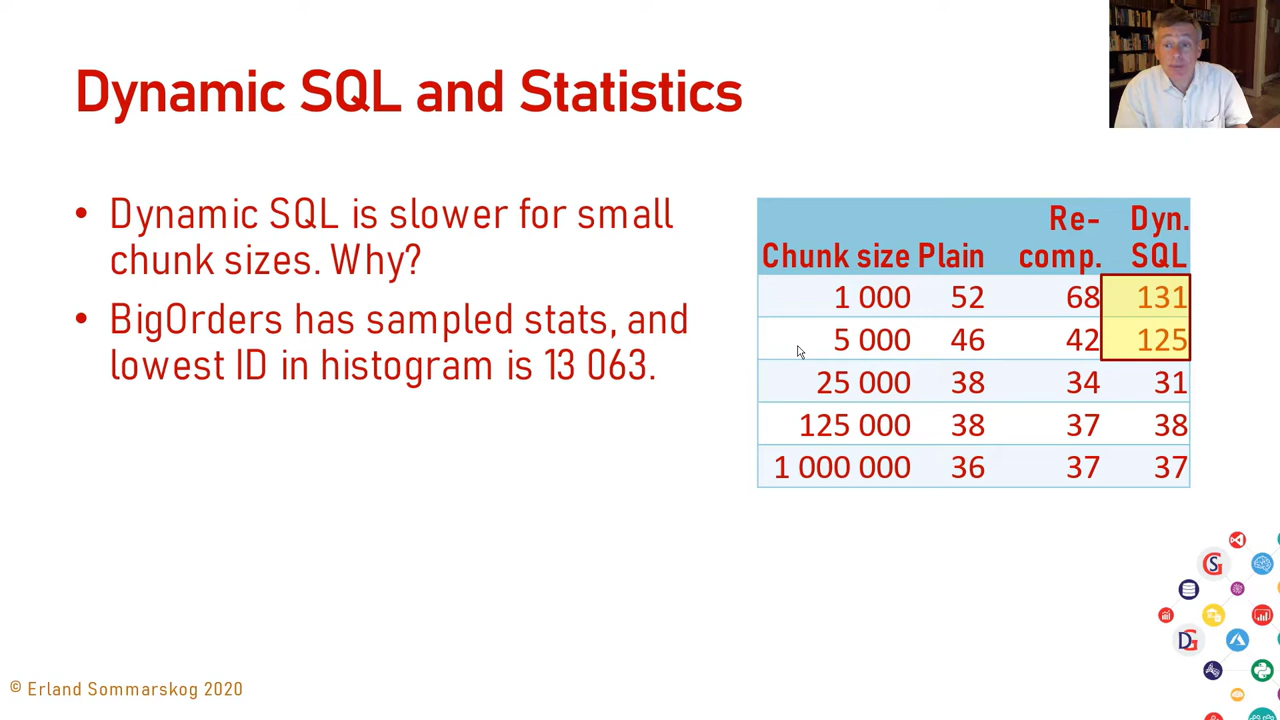 Dynamic SQL and Statistics
• Dynamic SQL is slower for small
chunk sizes. Why?
• BigOrders has sampled stats, and
lowest ID in histogram is 13 063.
Chunk size Plain Re-comp. Dyn. SQL
1 000 52 68 131
5 000 46 42 125
25 000 38 34 31
125 000 38 37 38
1 000 000 36 37 37
© Erland Sommarskog 2020